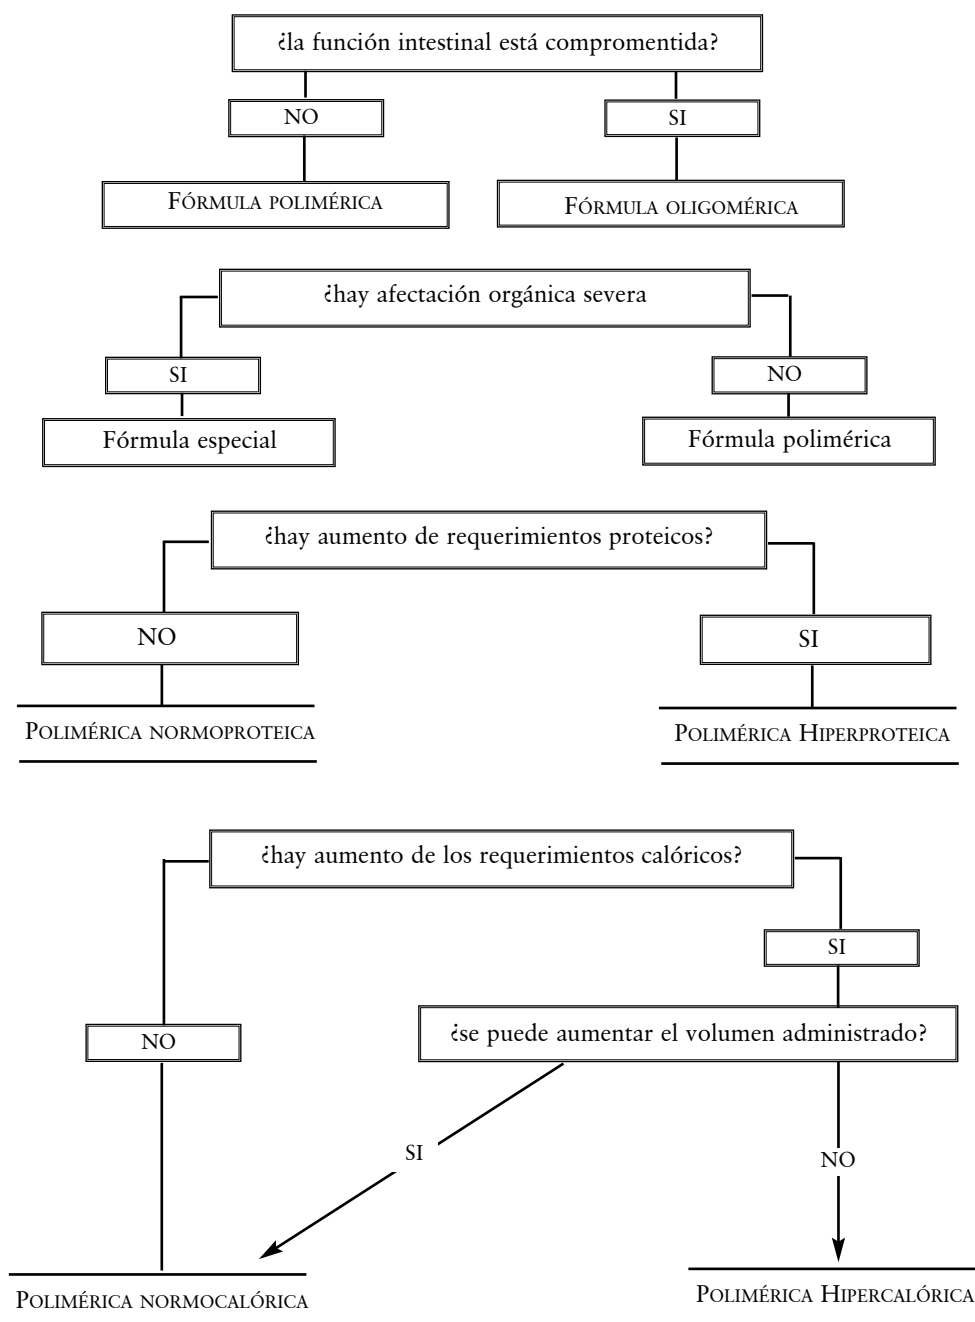 ¿la función intestinal está compromentida?
NO
SI
FÓRMULA POLIMÉRICA
FÓRMULA OLIGOMÉRICA
¿hay afectación orgánica severa
SI
NO
Fórmula especial
Fórmula polimérica
¿hay aumento de requerimientos proteicos?
NO
SI
POLIMÉRICA NORMOPROTEICA
POLIMÉRICA HIPERPROTEICA
¿hay aumento de los requerimientos calóricos?
SI
¿se puede aumentar el volumen administrado?
NO
SI
NO
POLIMÉRICA NORMOCALÓRICA
POLIMÉRICA HIPERCALÓRICA